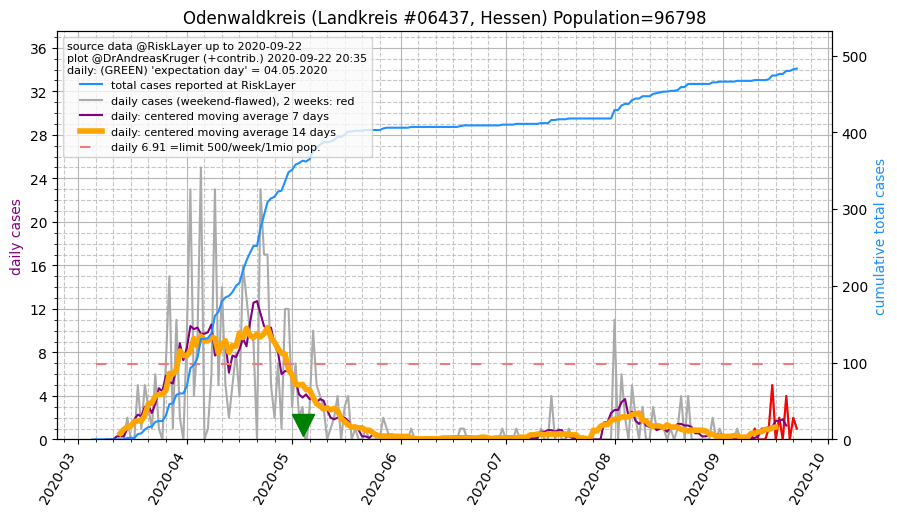 Odenwaldkreis (Landkreis #06437, Hessen) Population=96798
source data @RiskLayer up to 2020-09-22
plot @DrAndreasKruger (+contrib.) 2020-09-22 20:35
daily: (GREEN) 'expectation day' = 04.05.2020
total cases reported at RiskLayer
daily cases (weekend-flawed), 2 weeks: red
daily: centered moving average 7 days
daily: centered moving average 14 days
daily 6.91 =limit 500/week/1mio pop.
daily cases
36
32
28
24
20
16
12
8
4
0
cumulative total cases
500
400
300
200
100
0
2020-03
2020-04
2020-05
2020-06
2020-07
2020-08
2020-09
2020-10